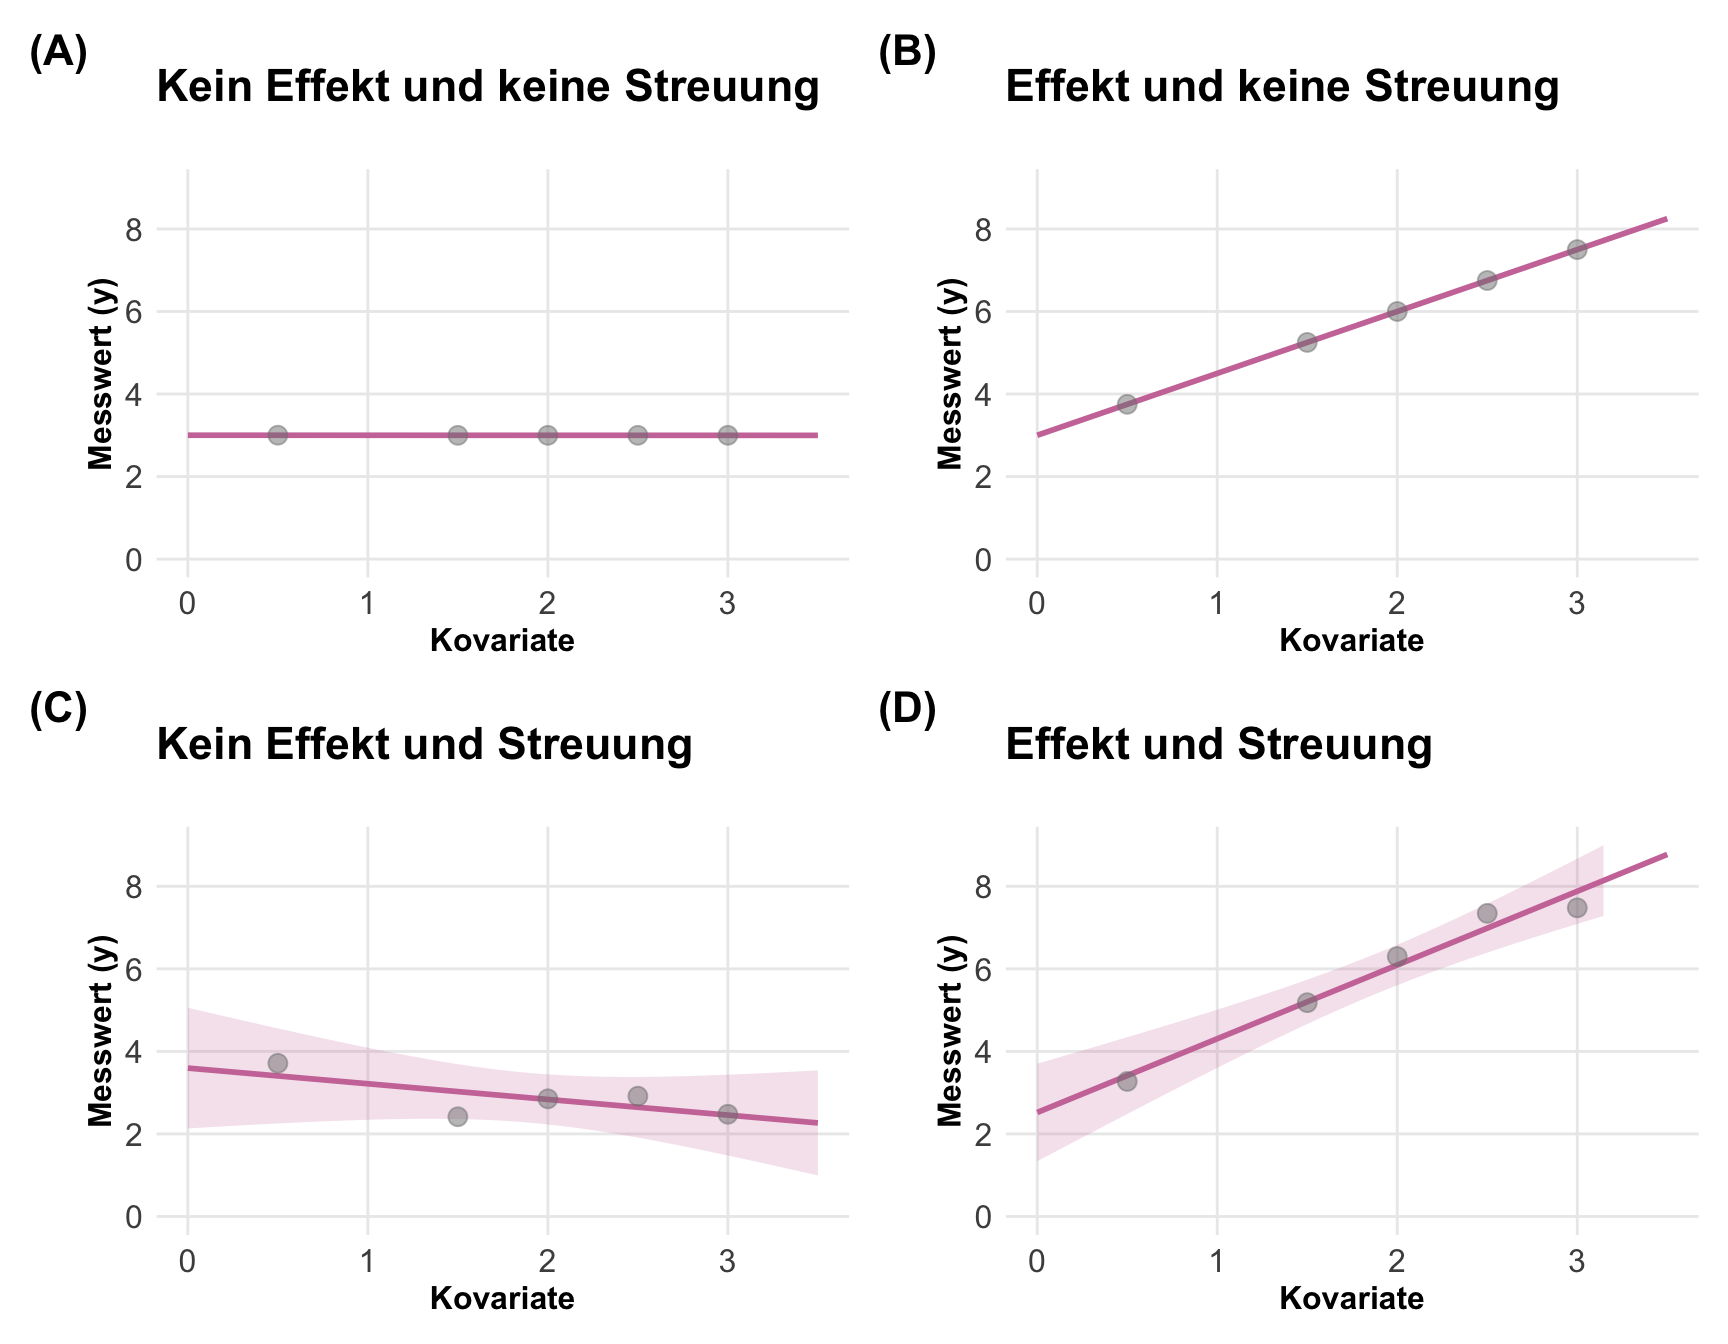 (A)
Kein Effekt und keine Streuung
Messwert (y)
8
6
4
2
0
0 1 2 3
Kovariate
(B)
Effekt und keine Streuung
Messwert (y)
8
6
4
2
0
0 1 2 3
Kovariate
(C)
Kein Effekt und Streuung
Messwert (y)
8
6
4
2
0
0 1 2 3
Kovariate
(D)
Effekt und Streuung
Messwert (y)
8
6
4
2
0
0 1 2 3
Kovariate